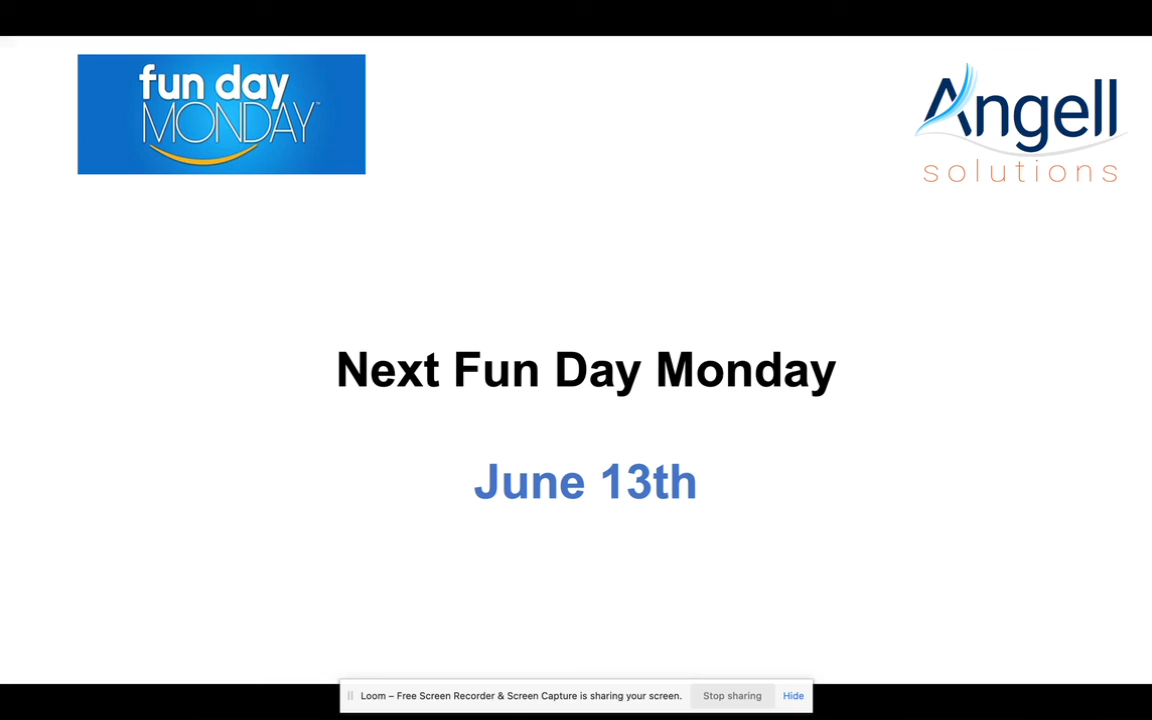 fun day
MONDAY™
Angell
solutions
Next Fun Day Monday
June 13th
Loom – Free Screen Recorder & Screen Capture is sharing your screen. Stop sharing Hide